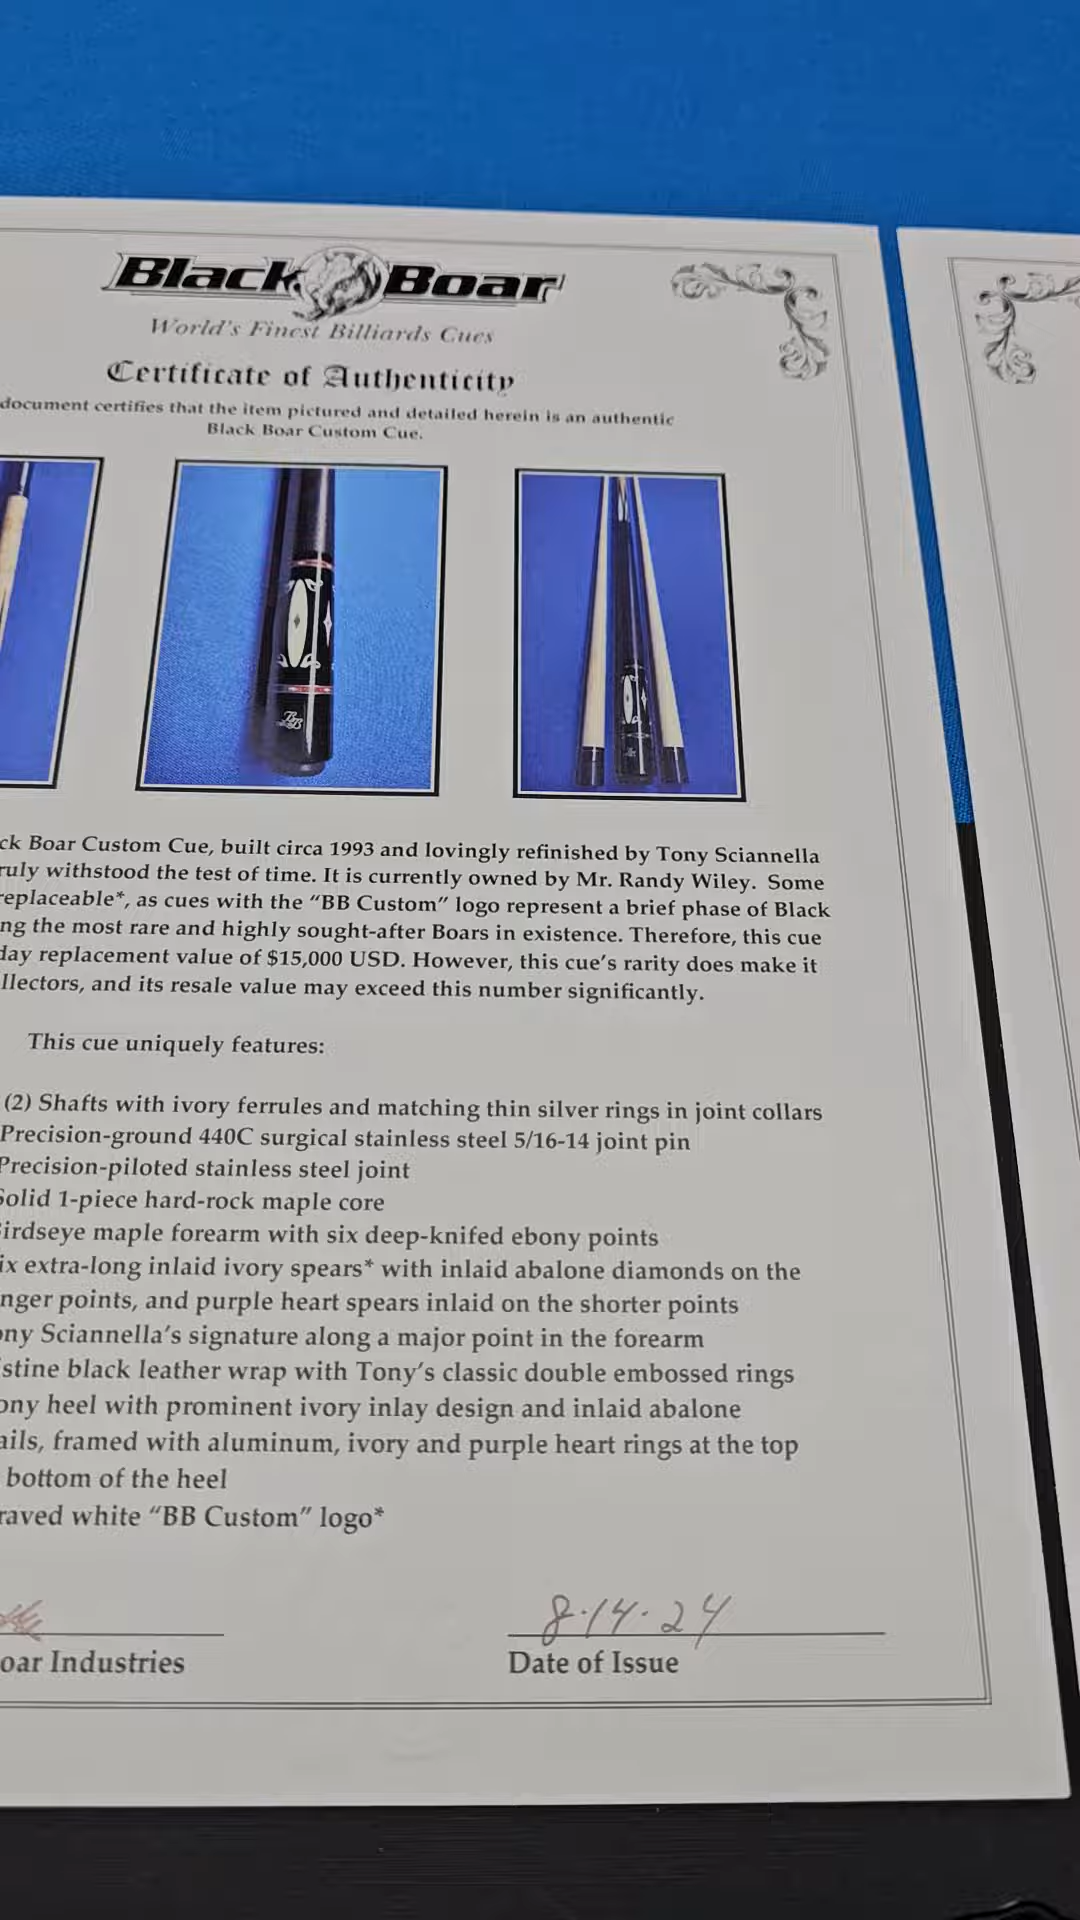 Black Boar
World's Finest Billiards Cues
Certificate of Authenticity
document certifies that the item pictured and detailed herein is an authentic
Black Boar Custom Cue.
BB
ck Boar Custom Cue, built circa 1993 and lovingly refinished by Tony Sciannella
ruly withstood the test of time. It is currently owned by Mr. Randy Wiley. Some
replaceable*, as cues with the “BB Custom” logo represent a brief phase of Black
ng the most rare and highly sought-after Boars in existence. Therefore, this cue
day replacement value of $15,000 USD. However, this cue’s rarity does make it
llectors, and its resale value may exceed this number significantly.
This cue uniquely features:
(2) Shafts with ivory ferrules and matching thin silver rings in joint collars
Precision-ground 440C surgical stainless steel 5/16-14 joint pin
Precision-piloted stainless steel joint
Solid 1-piece hard-rock maple core
irdseye maple forearm with six deep-knifed ebony points
ix extra-long inlaid ivory spears* with inlaid abalone diamonds on the
nger points, and purple heart spears inlaid on the shorter points
ony Sciannella’s signature along a major point in the forearm
stine black leather wrap with Tony’s classic double embossed rings
ony heel with prominent ivory inlay design and inlaid abalone
ails, framed with aluminum, ivory and purple heart rings at the top
bottom of the heel
raved white “BB Custom” logo*
8·14·24
oar Industries
Date of Issue